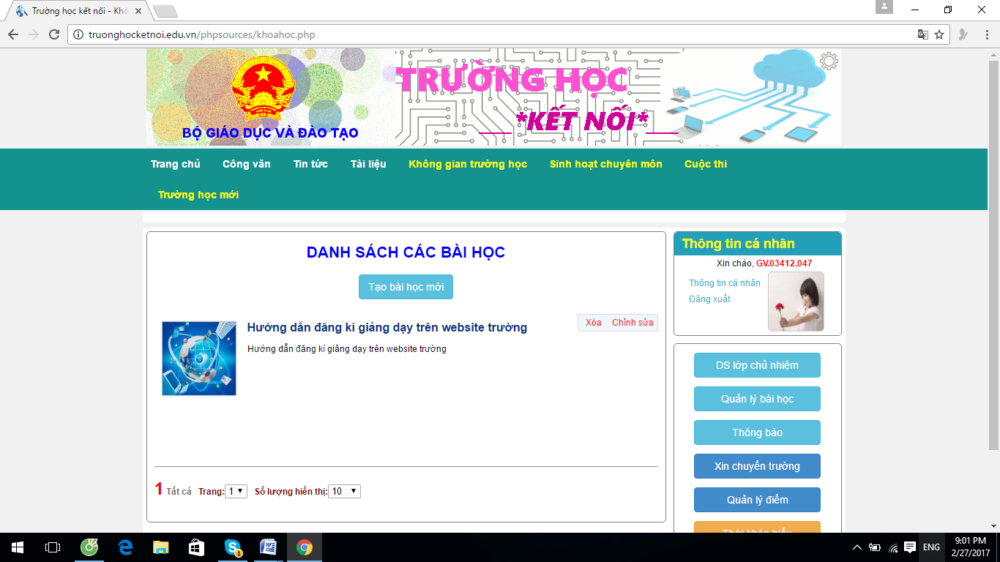 Trường học kết nối - Khó
truonghocketnoi.edu.vn/phpsources/khoahoc.php
BỘ GIÁO DỤC VÀ ĐÀO TẠO
TRƯỜNG HỌC
*KẾT NỐI*
Trang chủ Công văn Tin tức Tài liệu Không gian trường học Sinh hoạt chuyên môn Cuộc thi
Trường học mới
DANH SÁCH CÁC BÀI HỌC
Tạo bài học mới
Hướng dẫn đăng kí giảng dạy trên website trường
Xóa Chỉnh sửa
Hướng dẫn đăng kí giảng dạy trên website trường
1 Tất cả Trang: 1 Số lượng hiển thị: 10
Thông tin cá nhân
Xin chào, GV.03412.047
Thông tin cá nhân
Đăng xuất
DS lớp chủ nhiệm
Quản lý bài học
Thông báo
Xin chuyển trường
Quản lý điểm
Thời khóa biểu
1
ENG
9:01 PM
2/27/2017